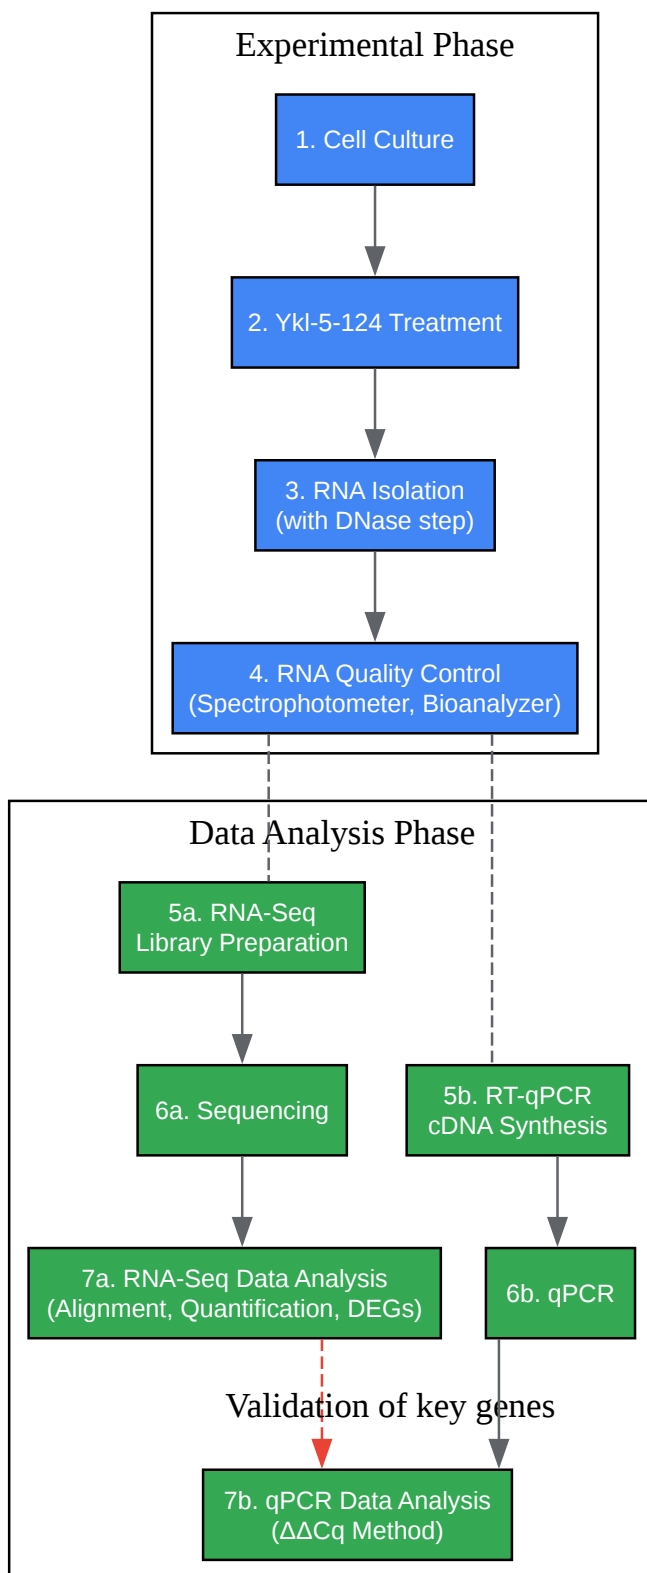 Experimental Phase
1. Cell Culture
2. Ykl-5-124 Treatment
3. RNA Isolation
(with DNase step)
4. RNA Quality Control
(Spectrophotometer, Bioanalyzer)
Data Analysis Phase
5a. RNA-Seq
Library Preparation
6a. Sequencing
5b. RT-qPCR
cDNA Synthesis
7a. RNA-Seq Data Analysis
(Alignment, Quantification, DEGs)
6b. qPCR
Validation of key genes
7b. qPCR Data Analysis
(ΔΔCq Method)